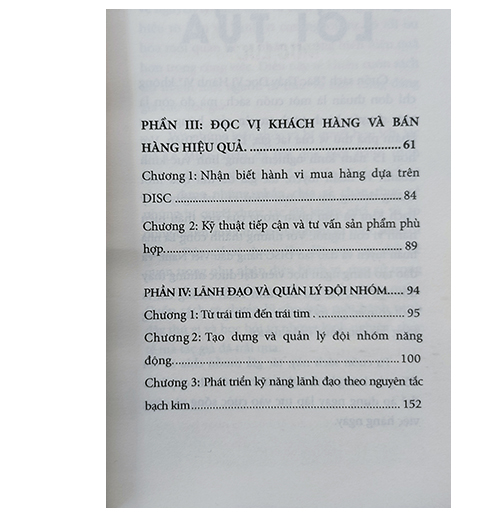 PHẦN III: ĐỌC VỊ KHÁCH HÀNG VÀ BÁN
HÀNG HIỆU QUẢ. 61
Chương 1: Nhận biết hành vi mua hàng dựa trên
DISC 84
Chương 2: Kỹ thuật tiếp cận và tư vấn sản phẩm phù
hợp. 89
PHẦN IV: LÃNH ĐẠO VÀ QUẢN LÝ ĐỘI NHÓM 94
Chương 1: Từ trái tim đến trái tim . 95
Chương 2: Tạo dựng và quản lý đội nhóm năng
động. 100
Chương 3: Phát triển kỹ năng lãnh đạo theo nguyên tắc
bạch kim 152